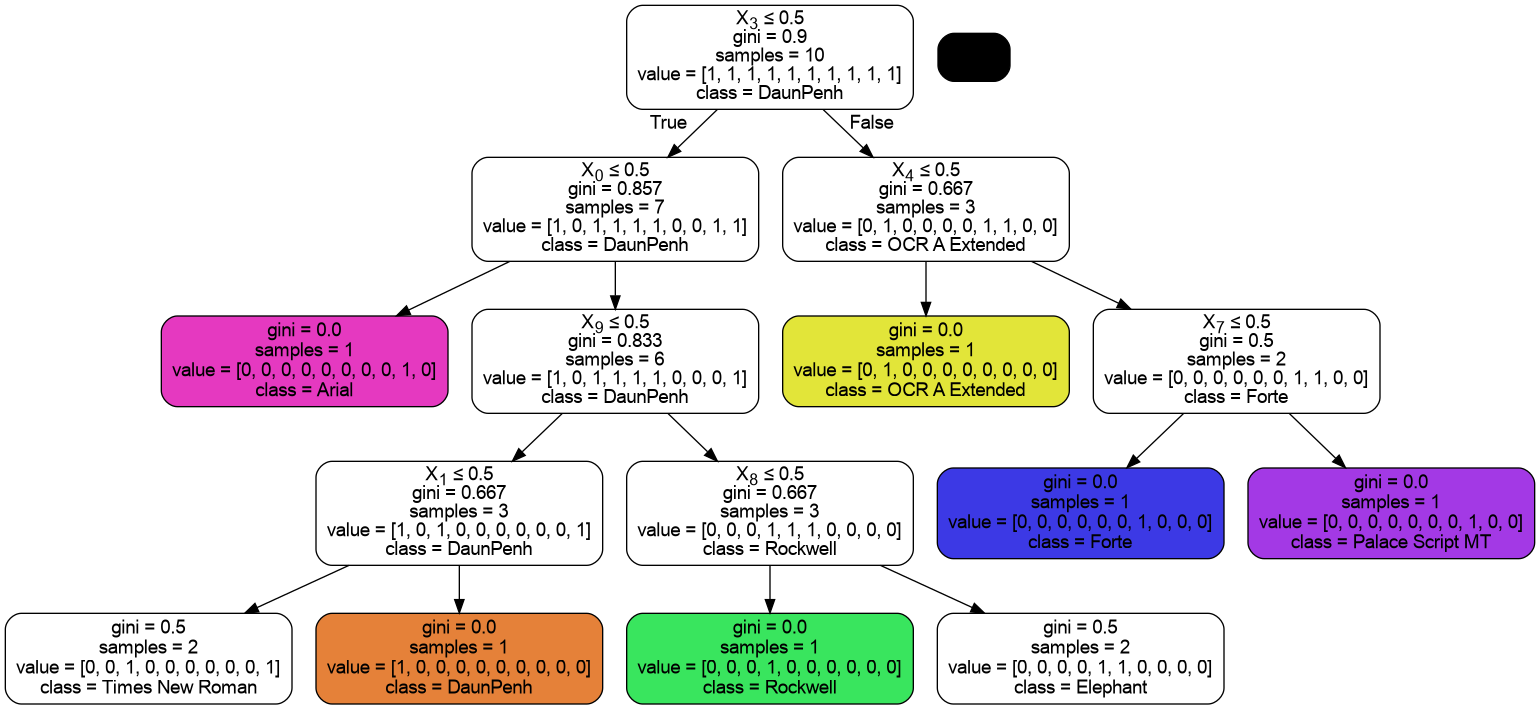 X3 ≤ 0.5
gini = 0.9
samples = 10
value = [1, 1, 1, 1, 1, 1, 1, 1, 1, 1]
class = DaunPenh
True
False
X0 ≤ 0.5
gini = 0.857
samples = 7
value = [1, 0, 1, 1, 1, 1, 0, 0, 1, 1]
class = DaunPenh
X4 ≤ 0.5
gini = 0.667
samples = 3
value = [0, 1, 0, 0, 0, 0, 1, 1, 0, 0]
class = OCR A Extended
gini = 0.0
samples = 1
value = [0, 0, 0, 0, 0, 0, 0, 0, 1, 0]
class = Arial
X9 ≤ 0.5
gini = 0.833
samples = 6
value = [1, 0, 1, 1, 1, 1, 0, 0, 0, 1]
class = DaunPenh
gini = 0.0
samples = 1
value = [0, 1, 0, 0, 0, 0, 0, 0, 0, 0]
class = OCR A Extended
X7 ≤ 0.5
gini = 0.5
samples = 2
value = [0, 0, 0, 0, 0, 0, 1, 1, 0, 0]
class = Forte
X1 ≤ 0.5
gini = 0.667
samples = 3
value = [1, 0, 1, 0, 0, 0, 0, 0, 0, 1]
class = DaunPenh
X8 ≤ 0.5
gini = 0.667
samples = 3
value = [0, 0, 0, 1, 1, 1, 0, 0, 0, 0]
class = Rockwell
gini = 0.0
samples = 1
value = [0, 0, 0, 0, 0, 0, 1, 0, 0, 0]
class = Forte
gini = 0.0
samples = 1
value = [0, 0, 0, 0, 0, 0, 0, 1, 0, 0]
class = Palace Script MT
gini = 0.5
samples = 2
value = [0, 0, 1, 0, 0, 0, 0, 0, 0, 1]
class = Times New Roman
gini = 0.0
samples = 1
value = [1, 0, 0, 0, 0, 0, 0, 0, 0, 0]
class = DaunPenh
gini = 0.0
samples = 1
value = [0, 0, 0, 1, 0, 0, 0, 0, 0, 0]
class = Rockwell
gini = 0.5
samples = 2
value = [0, 0, 0, 0, 1, 1, 0, 0, 0, 0]
class = Elephant